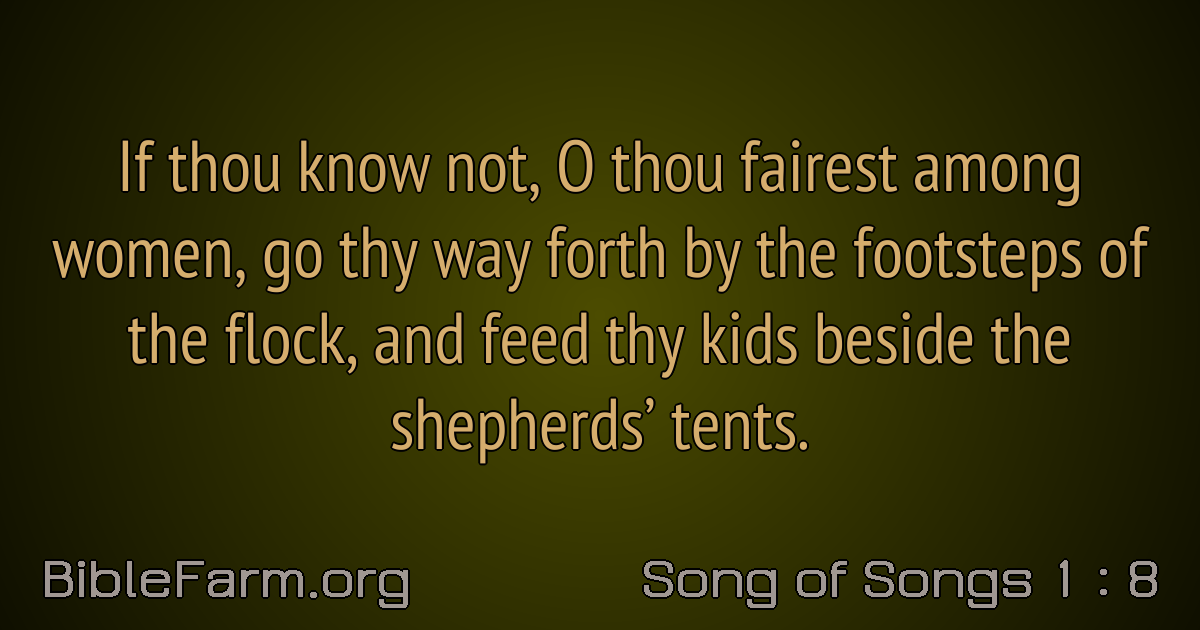 If thou know not, O thou fairest among
women, go thy way forth by the footsteps of
the flock, and feed thy kids beside the
shepherds’ tents.
BibleFarm.org
Song of Songs 1 : 8